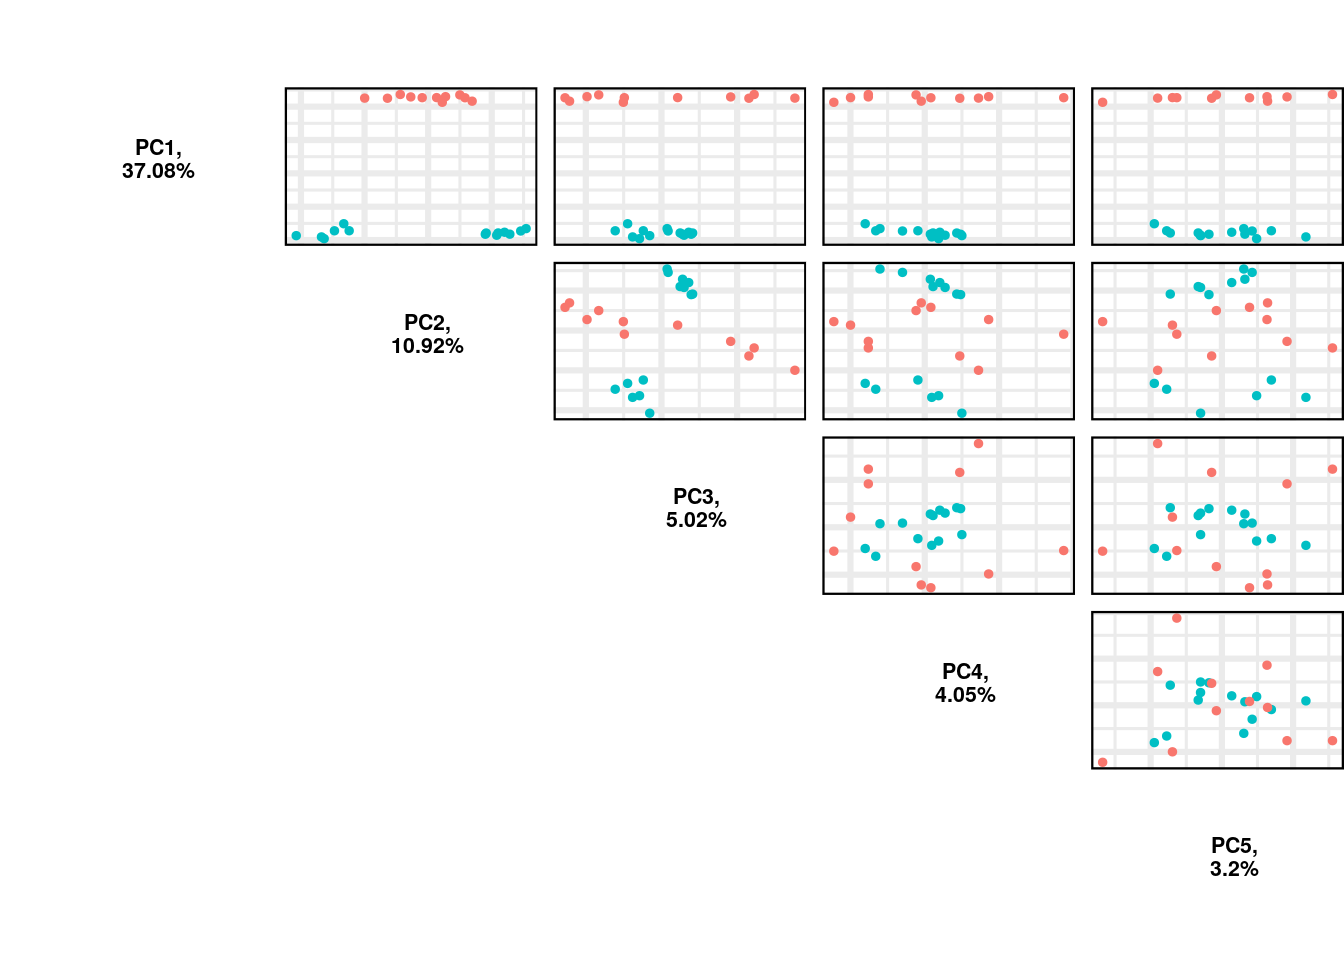 PC1,
37.08%
PC2,
10.92%
PC3,
5.02%
PC4,
4.05%
PC5,
3.2%